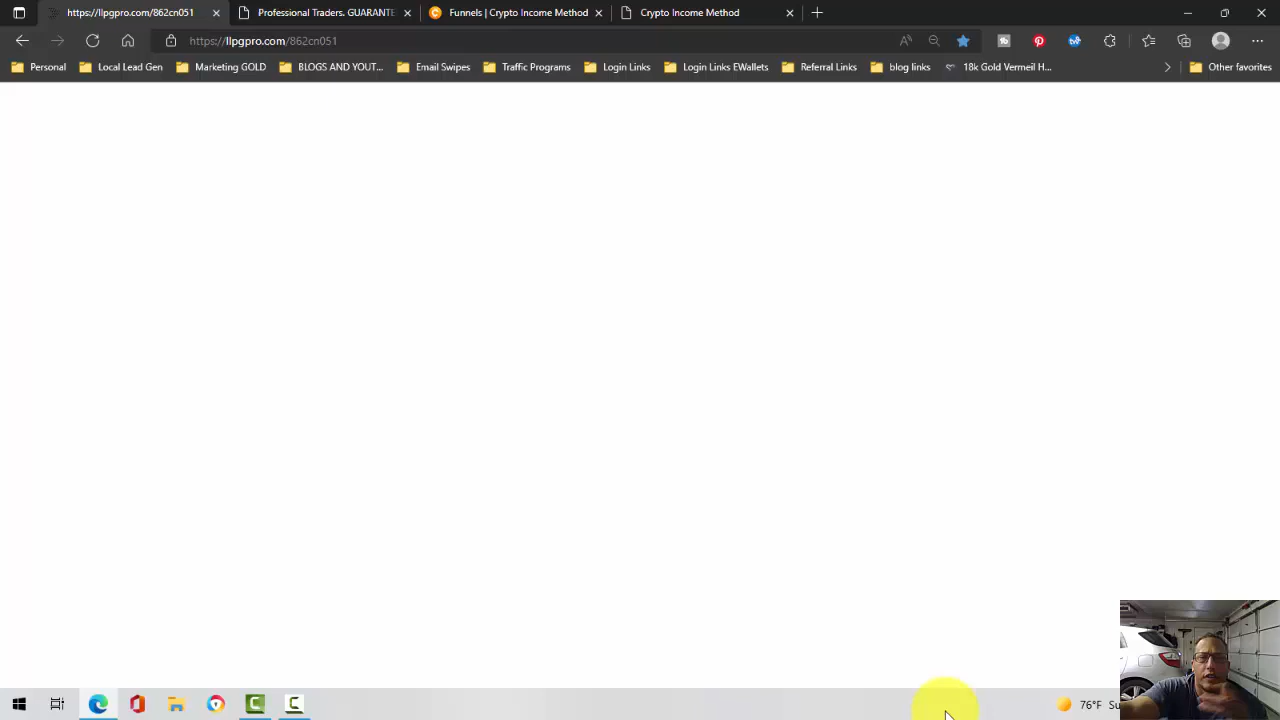 https://llpgpro.com/862cn051
Professional Traders. GUARANTE
Funnels | Crypto Income Method
Crypto Income Method
https://llpgpro.com/862cn051
Personal
Local Lead Gen
Marketing GOLD
BLOGS AND YOUT...
Email Swipes
Traffic Programs
Login Links
Login Links EWallets
Referral Links
blog links
18k Gold Vermeil H...
Other favorites
76°F Su